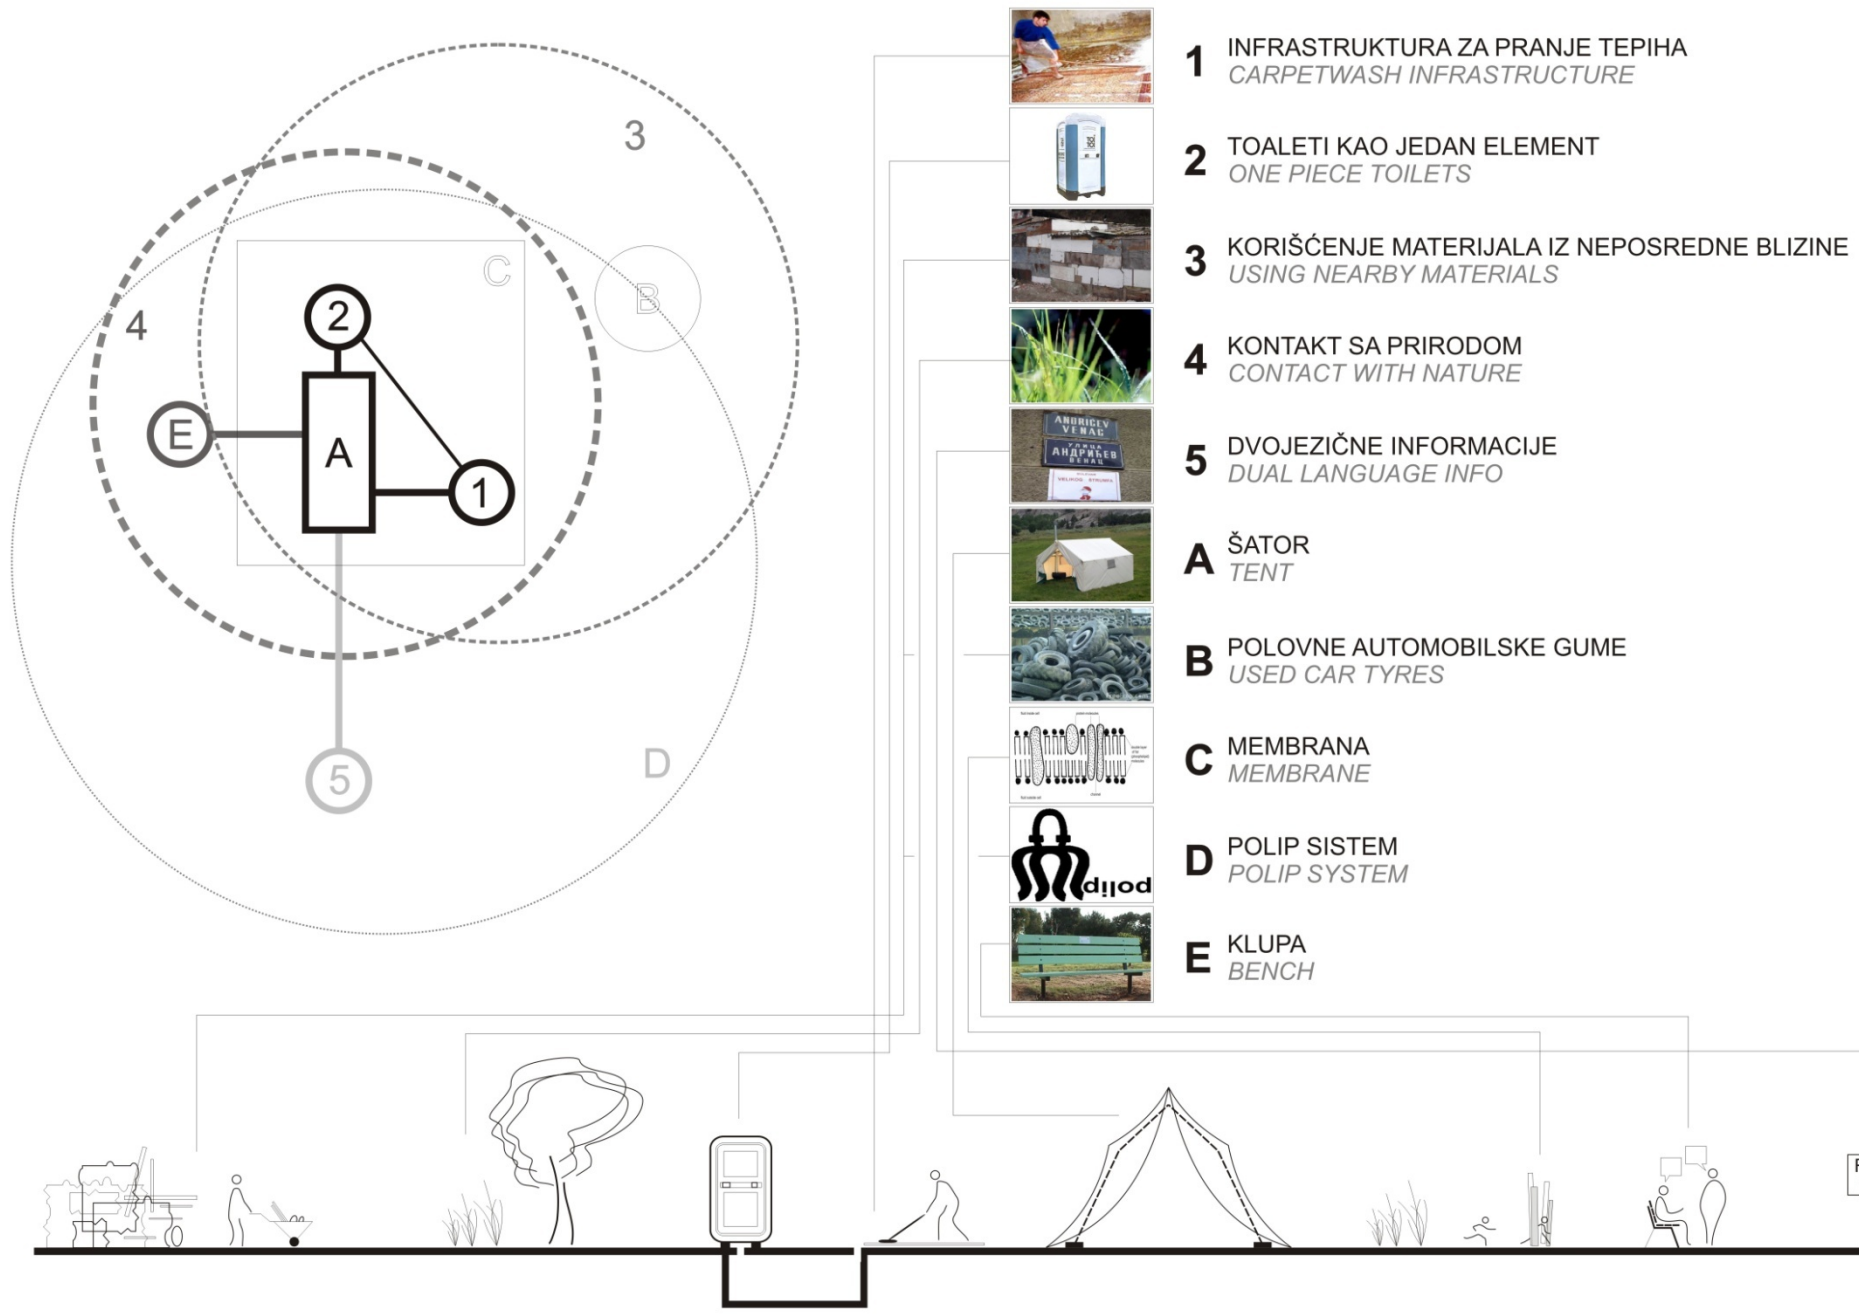 3
C
B
4
2
E
A
1
5
D
1
INFRASTRUKTURA ZA PRANJE TEPIHA
CARPETWASH INFRASTRUCTURE
2
TOALETI KAO JEDAN ELEMENT
ONE PIECE TOILETS
3
KORIŠĆENJE MATERIJALA IZ NEPOSREDNE BLIZINE
USING NEARBY MATERIALS
4
KONTAKT SA PRIRODOM
CONTACT WITH NATURE
ANDRIĆEV
VENAC
УЛИЦА
АНДРИЋЕВ
ВЕНАЦ
5
DVOJEZIČNE INFORMACIJE
DUAL LANGUAGE INFO
A
ŠATOR
TENT
B
POLOVNE AUTOMOBILSKE GUME
USED CAR TYRES
C
MEMBRANA
MEMBRANE
polip
D
POLIP SISTEM
POLIP SYSTEM
E
KLUPA
BENCH